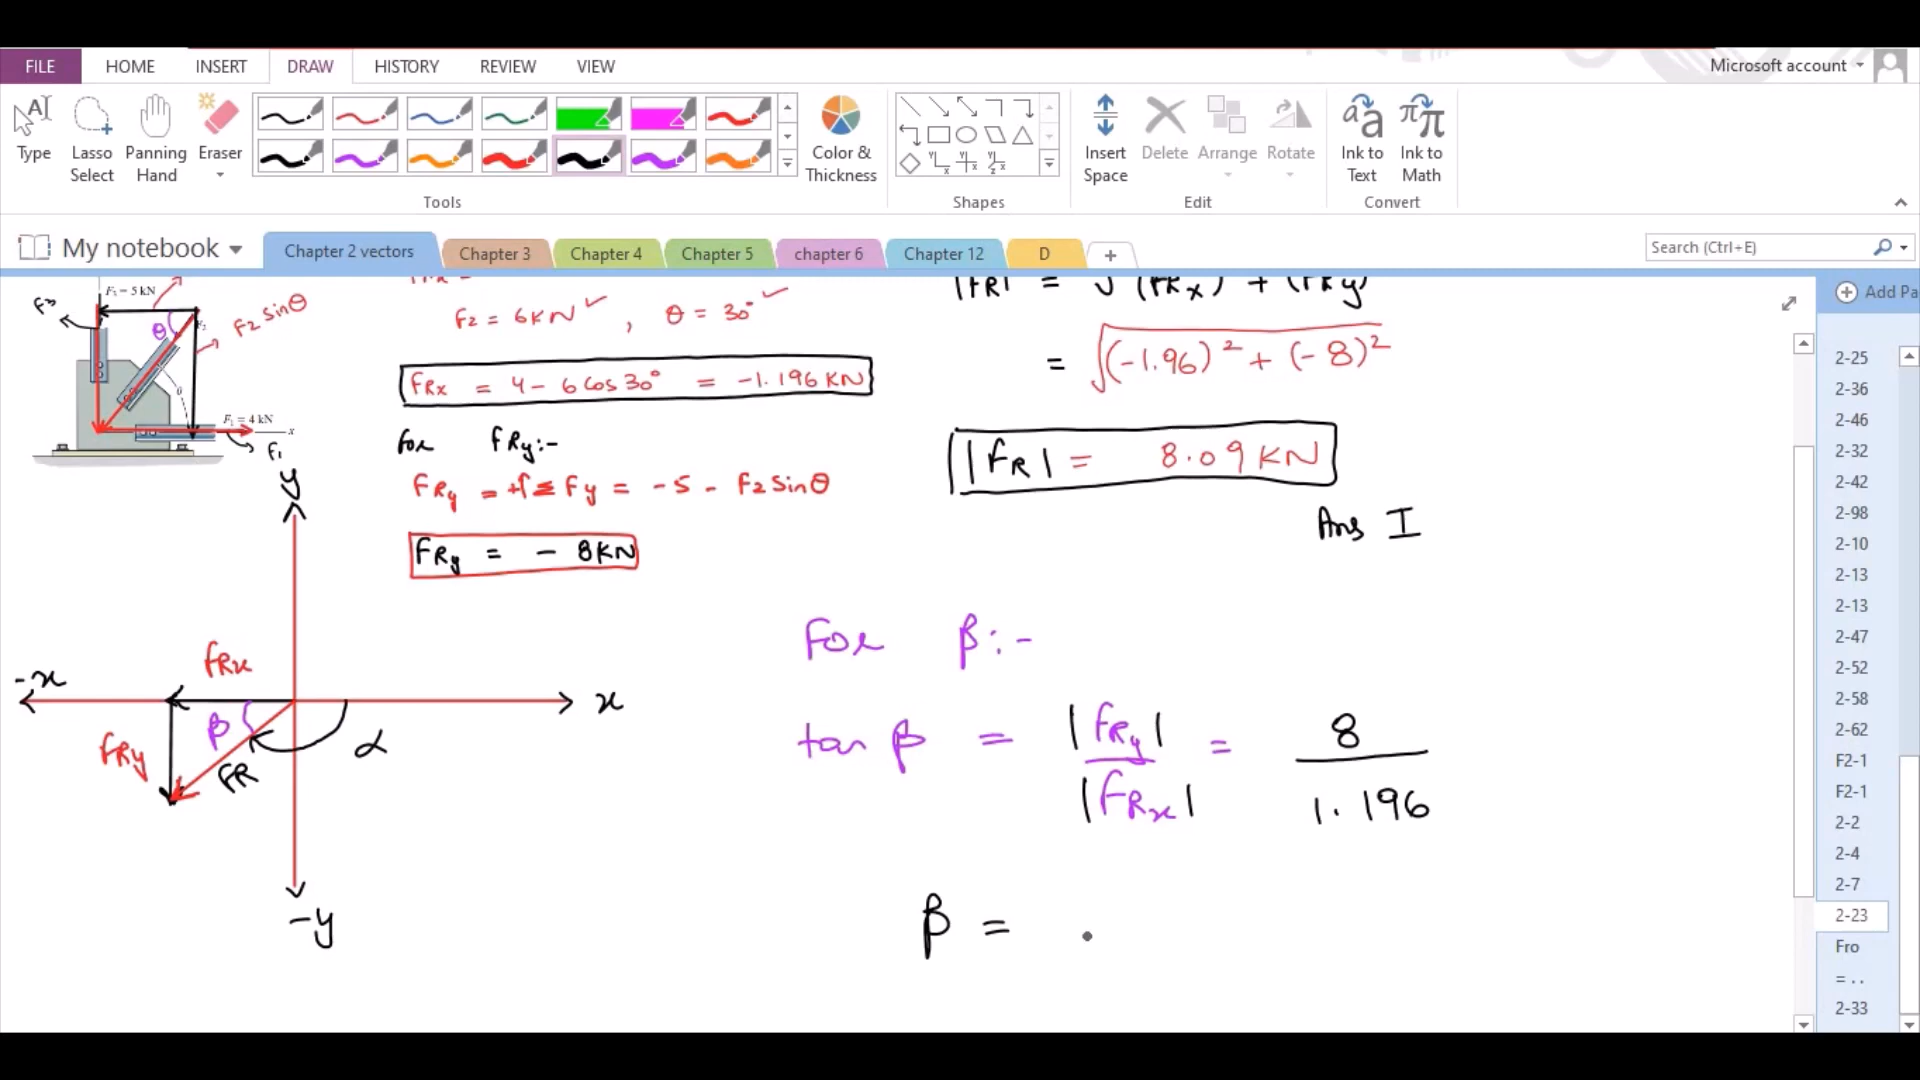 FILE HOME INSERT DRAW HISTORY REVIEW VIEW Microsoft account
Type Lasso Select Panning Hand Eraser Color & Thickness Insert Space Delete Arrange Rotate Ink to Text Ink to Math
Tools Shapes Edit Convert
My notebook Chapter 2 vectors Chapter 3 Chapter 4 Chapter 5 chapter 6 Chapter 12 D + Search (Ctrl+E)
F₃ = 5 kN
F₂ Sinθ
θ
F₁ = 4 kN
x
F₁
F₂ = 6KN ✓ , θ = 30° ✓
FRx = 4 - 6 Cos 30° = -1.196 KN
For FRy:-
FRy = +↑ Σ Fy = -5 - F₂ Sinθ
FRy = - 8KN
y
-x
FRx
x
β
FRy
FR
α
-y
|FR| = √(FRx)² + (FRy)²
= √(-1.96)² + (-8)²
|FR| = 8.09 KN
Ans I
For β:-
tan β = |FRy| / |FRx| = 8 / 1.196
β =
Add Pa
2-25
2-36
2-46
2-32
2-42
2-98
2-10
2-13
2-13
2-47
2-52
2-58
2-62
F2-1
F2-1
2-2
2-4
2-7
2-23
Fro
= . .
2-33